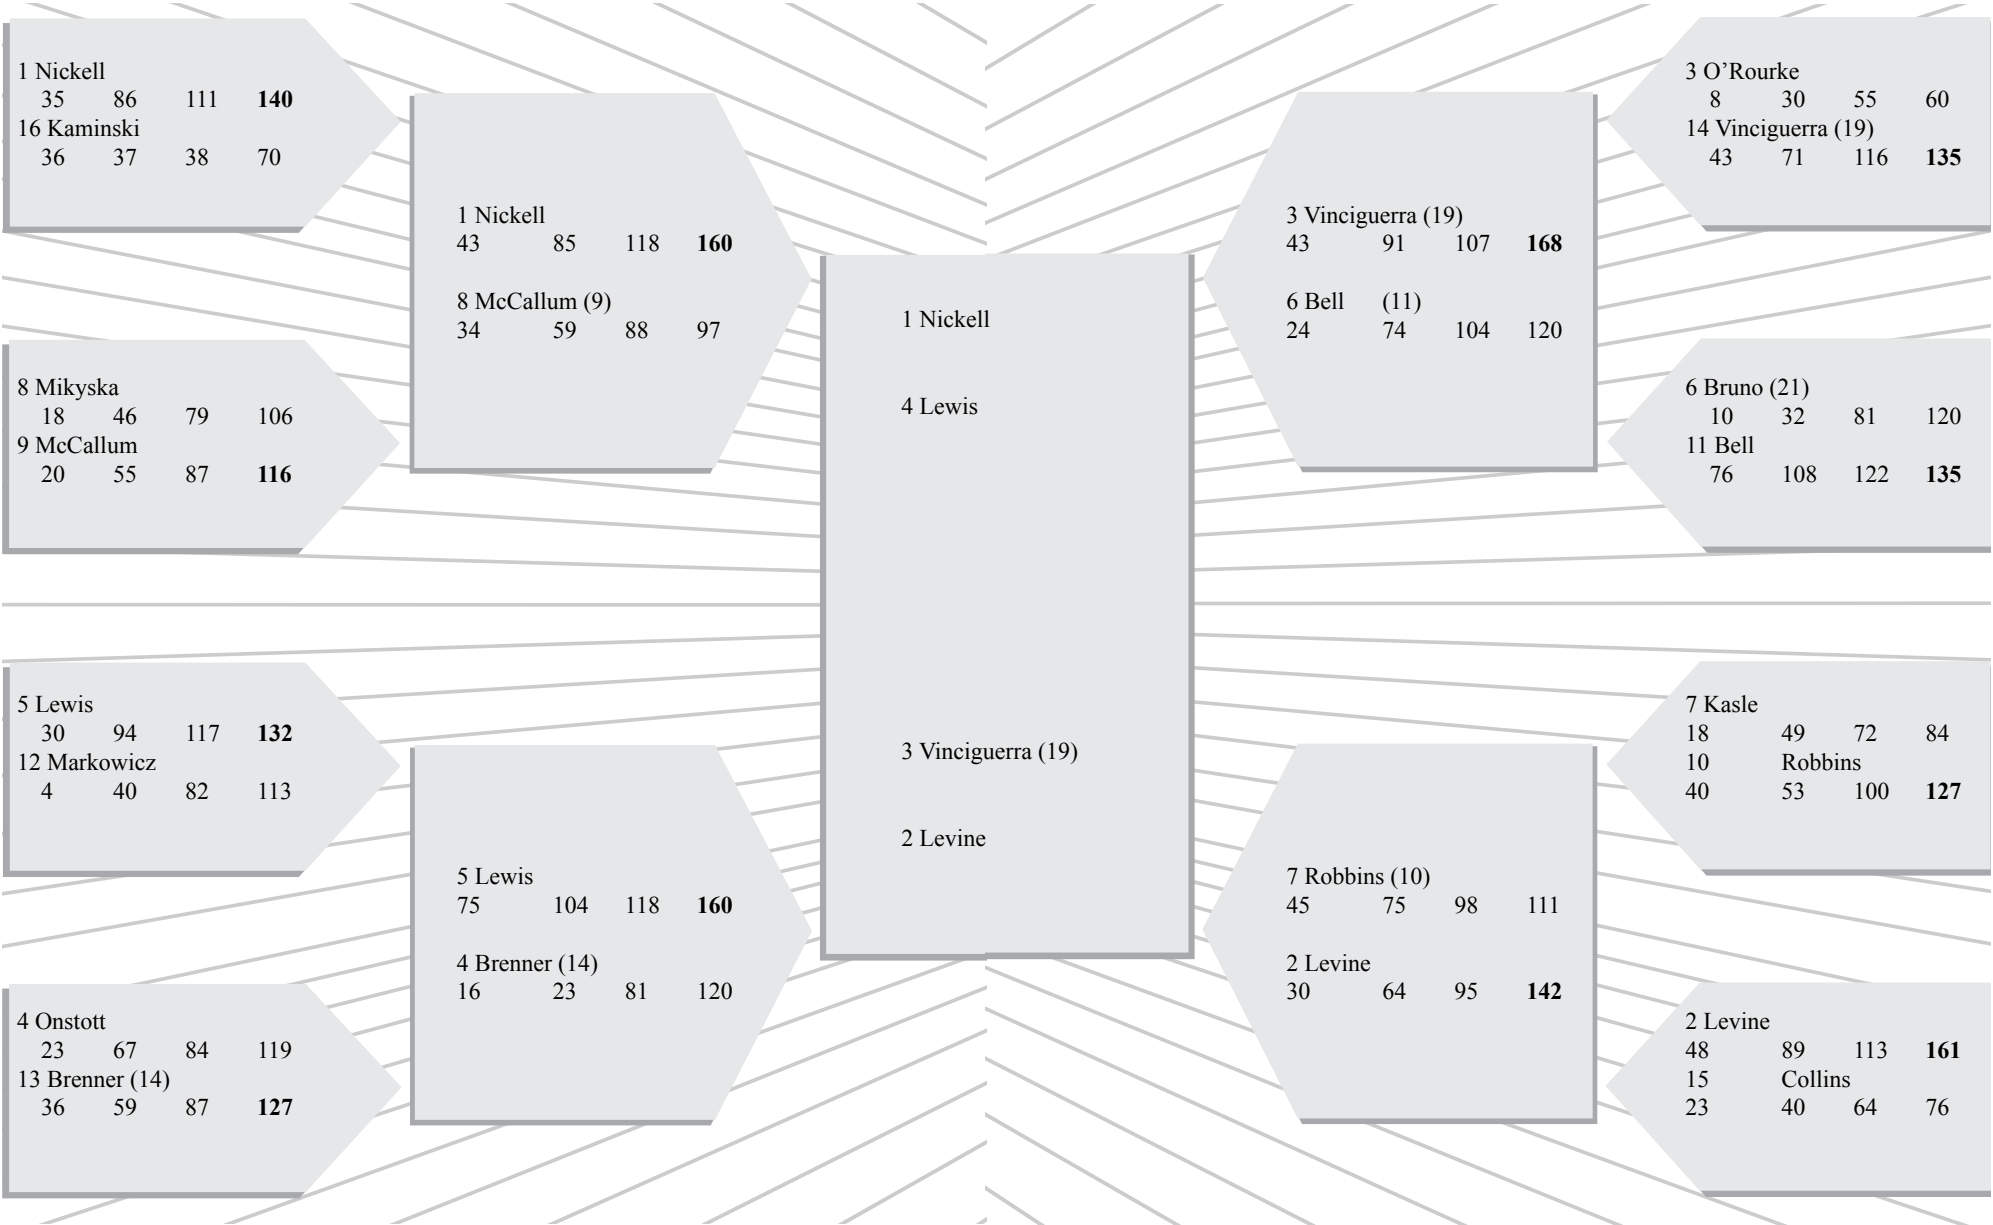 1 Nickell
35 86 111 140
16 Kaminski
36 37 38 70
8 Mikyska
18 46 79 106
9 McCallum
20 55 87 116
5 Lewis
30 94 117 132
12 Markowicz
4 40 82 113
4 Onstott
23 67 84 119
13 Brenner (14)
36 59 87 127
1 Nickell
43 85 118 160
8 McCallum (9)
34 59 88 97
5 Lewis
75 104 118 160
4 Brenner (14)
16 23 81 120
1 Nickell
4 Lewis
3 Vinciguerra (19)
2 Levine
3 Vinciguerra (19)
43 91 107 168
6 Bell (11)
24 74 104 120
7 Robbins (10)
45 75 98 111
2 Levine
30 64 95 142
3 O’Rourke
8 30 55 60
14 Vinciguerra (19)
43 71 116 135
6 Bruno (21)
10 32 81 120
11 Bell
76 108 122 135
7 Kasle
18 49 72 84
10 Robbins
40 53 100 127
2 Levine
48 89 113 161
15 Collins
23 40 64 76